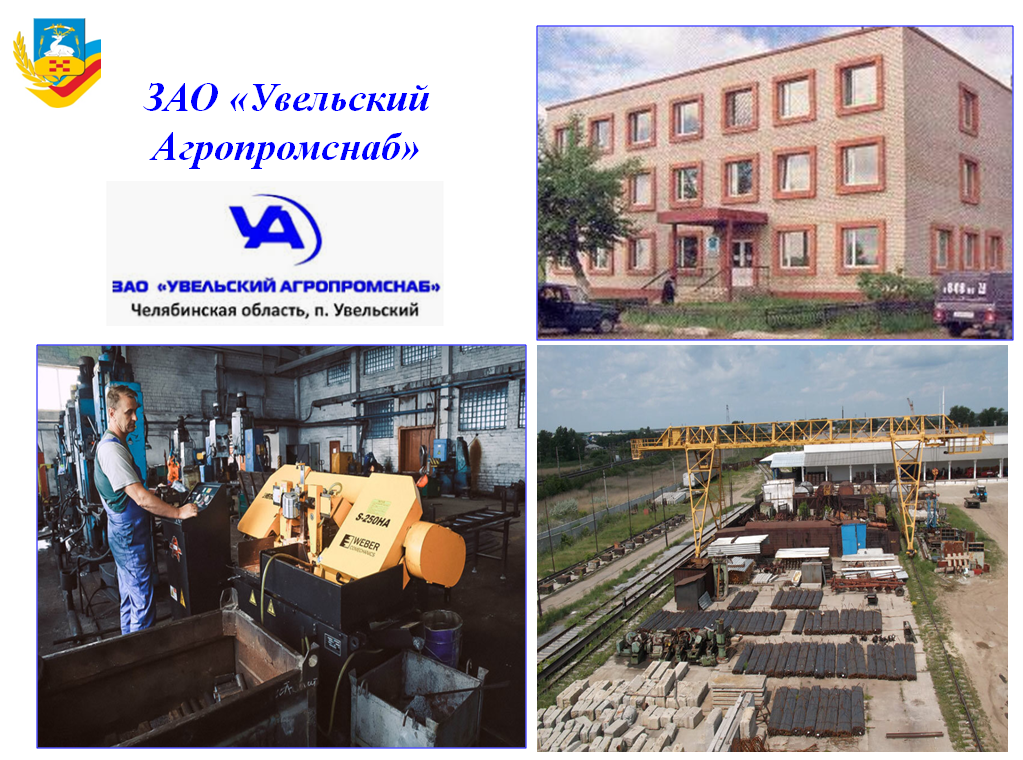 ЗАО «Увельский
Агропромснаб»
УА
ЗАО «УВЕЛЬСКИЙ АГРОПРОМСНАБ»
Челябинская область, п. Увельский
S-250HA
WEBER